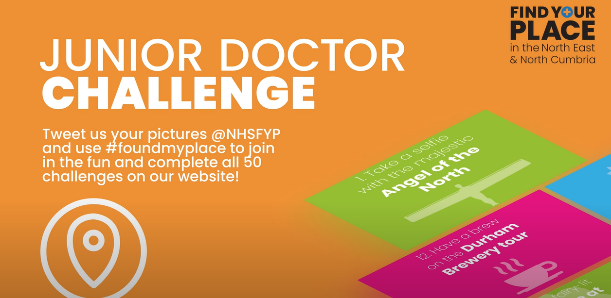 FIND YOUR
PLACE
in the North East
& North Cumbria
JUNIOR DOCTOR
CHALLENGE
Tweet us your pictures @NHSFYP
and use #foundmyplace to join
in the fun and complete all 50
challenges on our website!
1. Take a selfie
with the majestic
Angel of the
North
12. Have a brew
on the Durham
Brewery tour
at